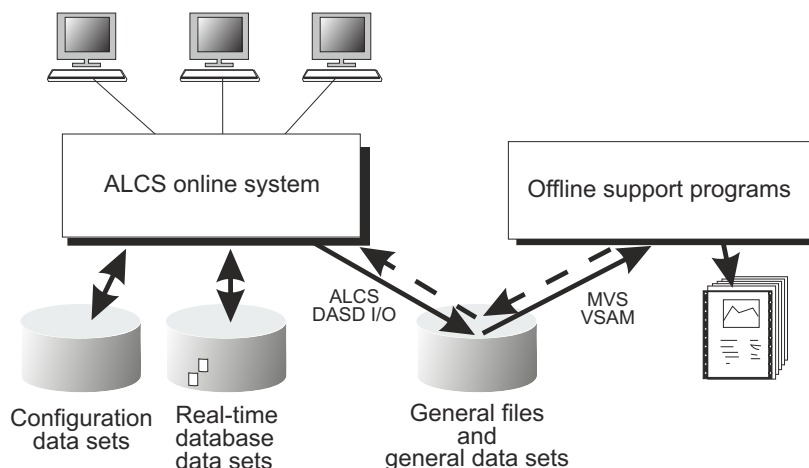 ALCS online system
Offline support programs
ALCS
DASD I/O
MVS
VSAM
Configuration
data sets
Real-time
database
data sets
General files
and
general data sets